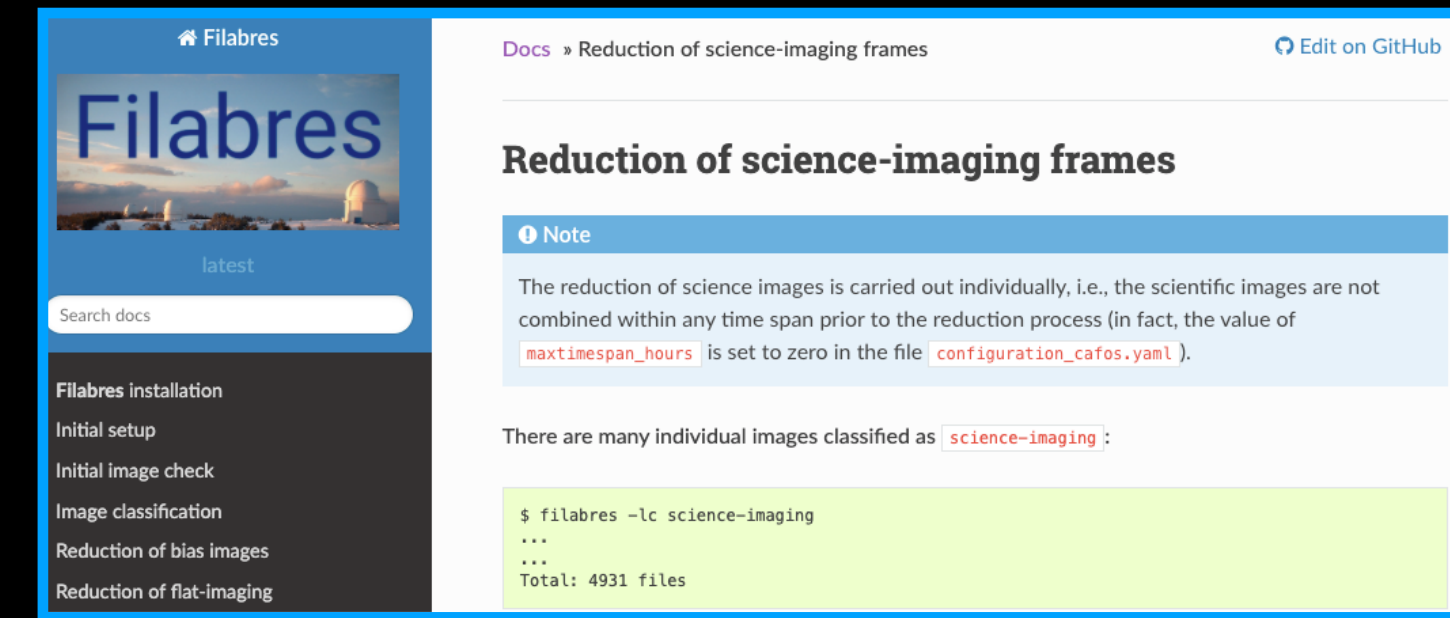 Filabres
Filabres
latest
Search docs
Filabres installation
Initial setup
Initial image check
Image classification
Reduction of bias images
Reduction of flat-imaging
Docs » Reduction of science-imaging frames
Edit on GitHub
Reduction of science-imaging frames
Note
The reduction of science images is carried out individually, i.e., the scientific images are not
combined within any time span prior to the reduction process (in fact, the value of
maxtimespan_hours is set to zero in the file configuration_cafos.yaml ).
There are many individual images classified as science-imaging :
$ filabres -lc science-imaging
...
...
Total: 4931 files